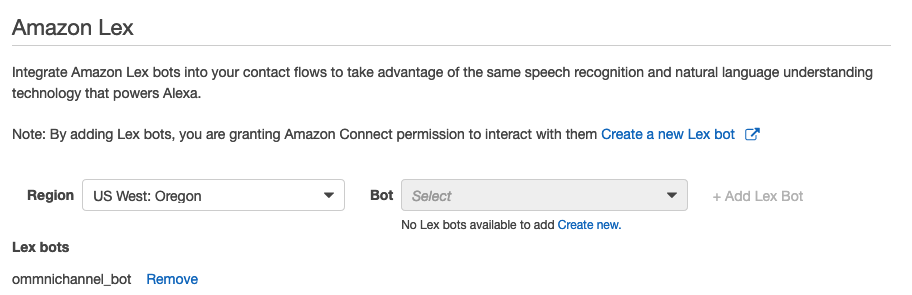 Amazon Lex
Integrate Amazon Lex bots into your contact flows to take advantage of the same speech recognition and natural language understanding
technology that powers Alexa.
Note: By adding Lex bots, you are granting Amazon Connect permission to interact with them Create a new Lex bot
Region US West: Oregon Bot Select + Add Lex Bot
No Lex bots available to add Create new.
Lex bots
ommnichannel_bot Remove